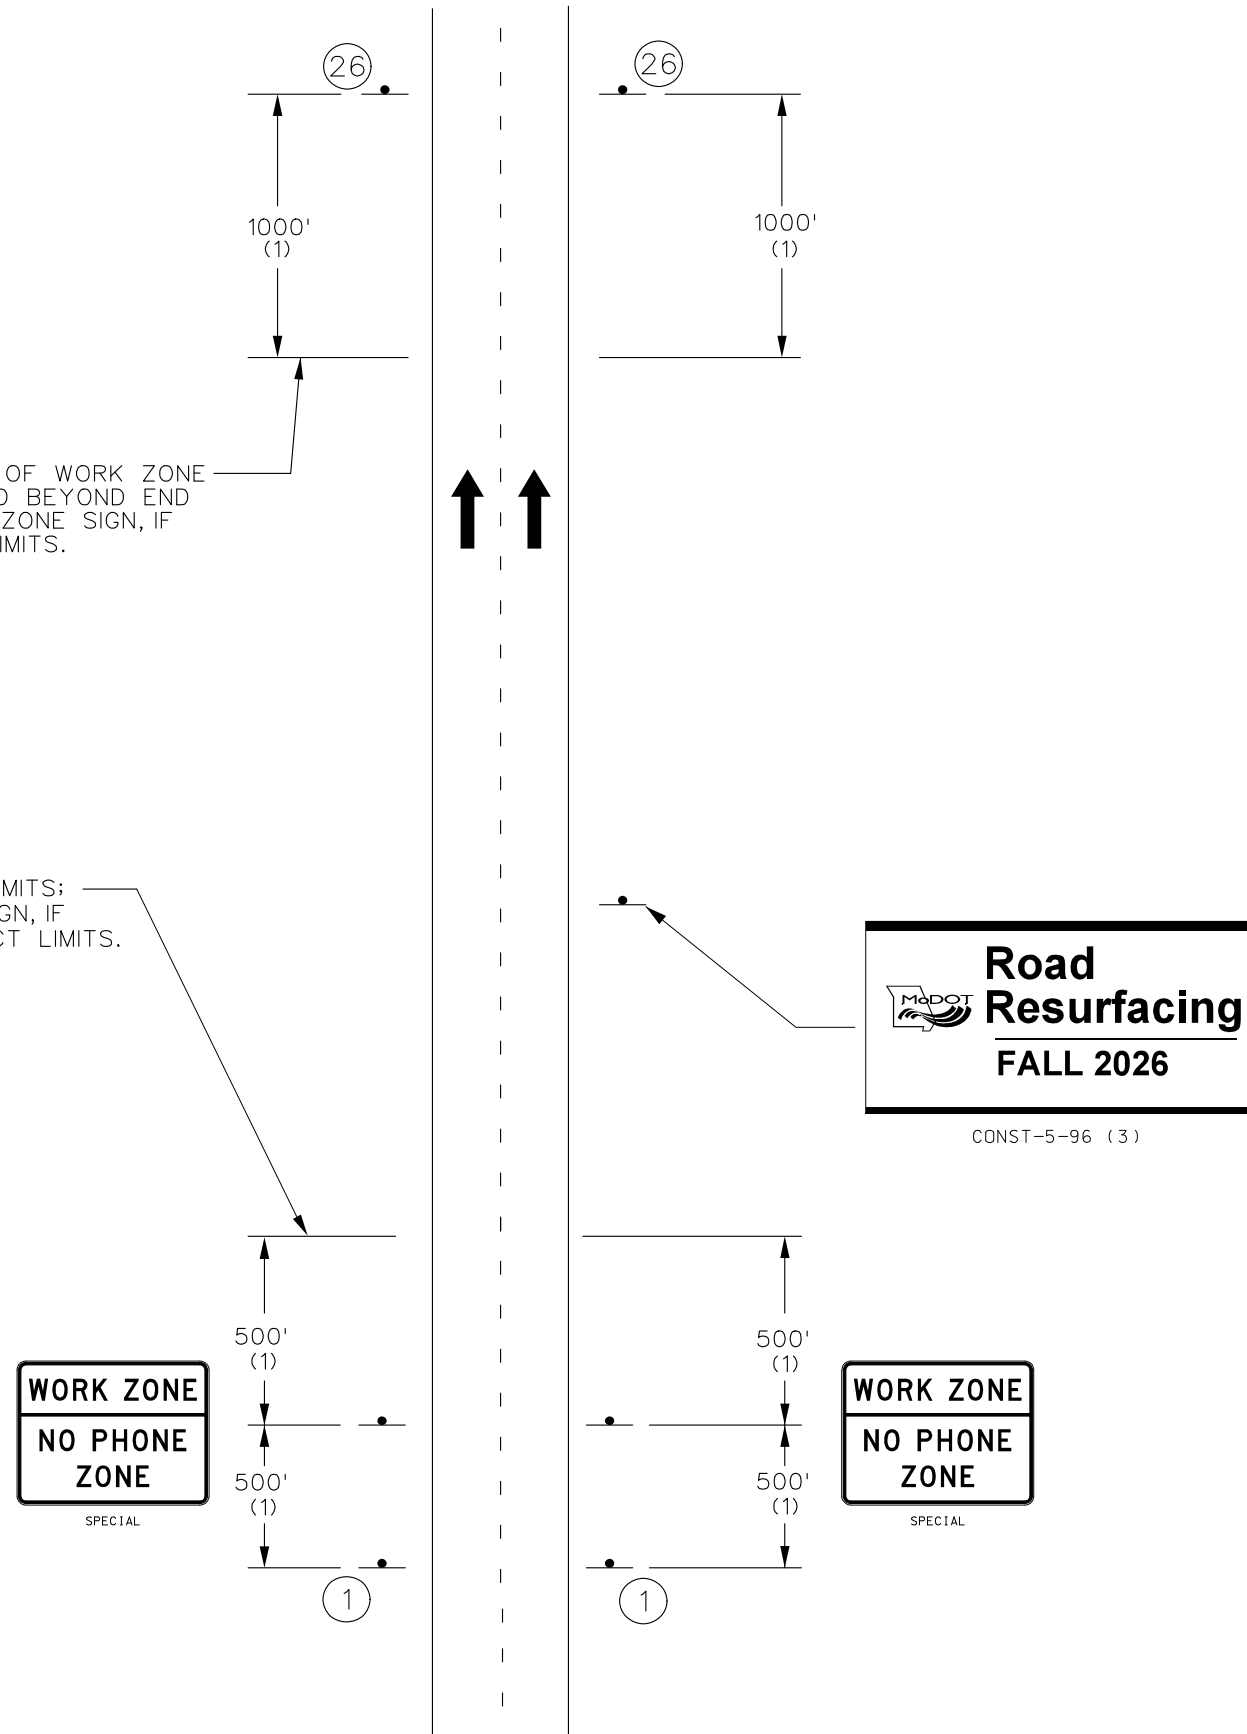 26
26
1000'
(1)
1000'
(1)
OF WORK ZONE
BEYOND END
ZONE SIGN, IF
IMITS.
MITS;
GN, IF
CT LIMITS.
Road
Resurfacing
MoDOT
FALL 2026
CONST-5-96 (3)
500'
(1)
500'
(1)
WORK ZONE
NO PHONE
ZONE
SPECIAL
WORK ZONE
NO PHONE
ZONE
SPECIAL
500'
(1)
500'
(1)
1
1